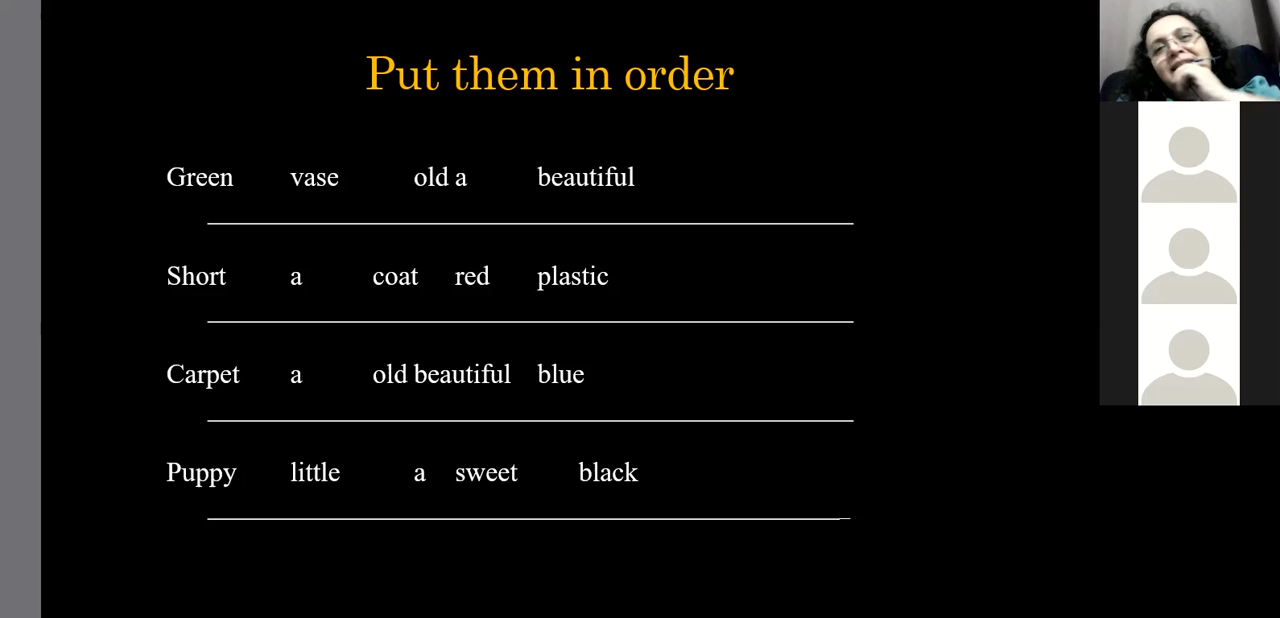 Put them in order
Green vase old a beautiful
Short a coat red plastic
Carpet a old beautiful blue
Puppy little a sweet black